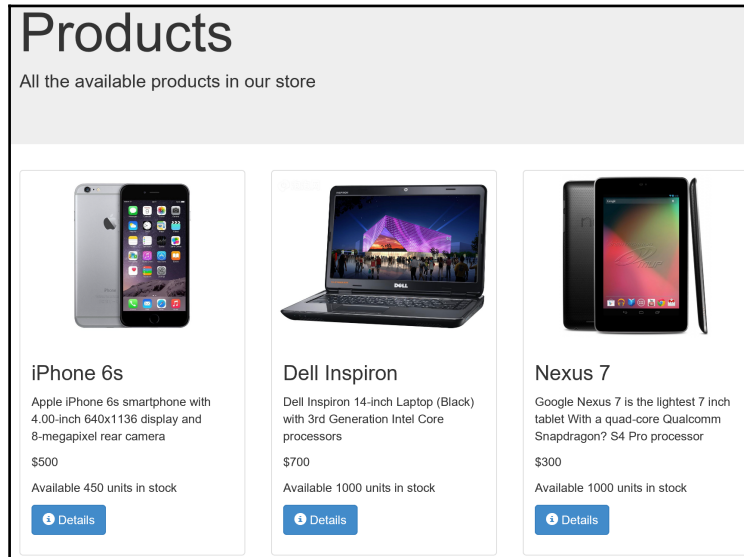 Products
All the available products in our store
DELL
iPhone 6s
Apple iPhone 6s smartphone with
4.00-inch 640x1136 display and
8-megapixel rear camera
$500
Available 450 units in stock
Details
Dell Inspiron
Dell Inspiron 14-inch Laptop (Black)
with 3rd Generation Intel Core
processors
$700
Available 1000 units in stock
Details
Nexus 7
Google Nexus 7 is the lightest 7 inch
tablet With a quad-core Qualcomm
Snapdragon? S4 Pro processor
$300
Available 1000 units in stock
Details